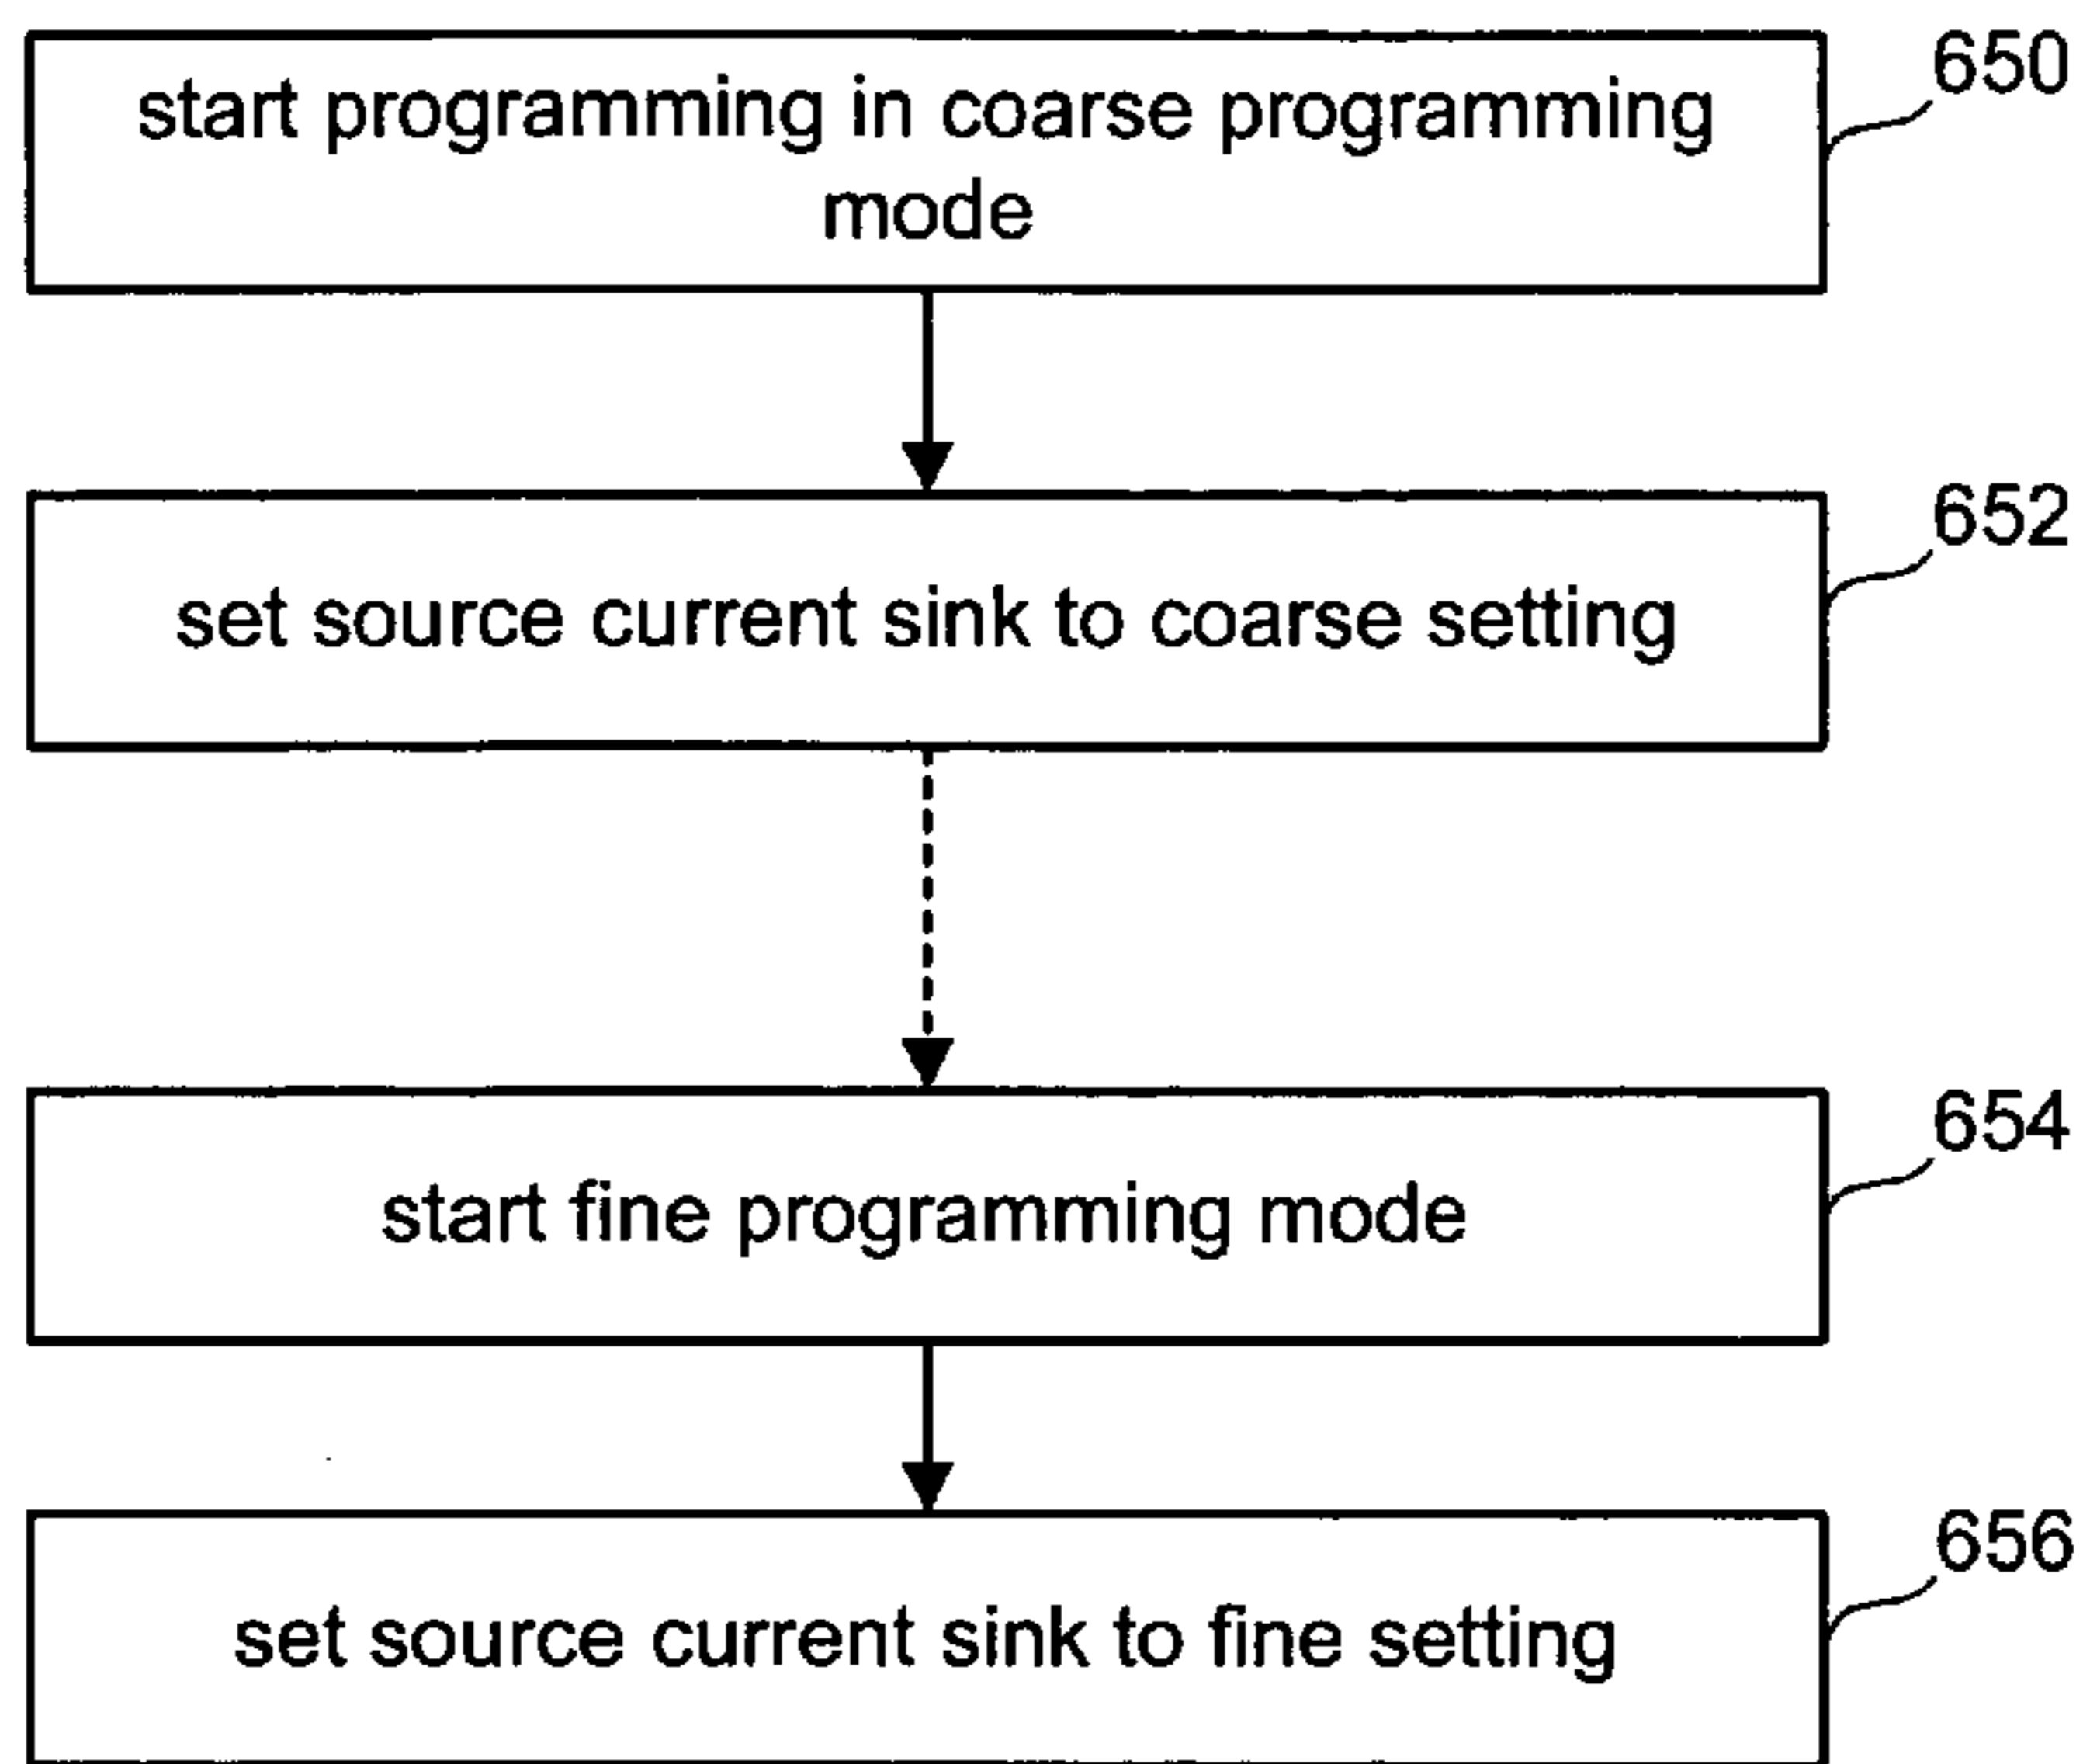 start programming in coarse programming
mode
650
set source current sink to coarse setting
652
start fine programming mode
654
set source current sink to fine setting
656